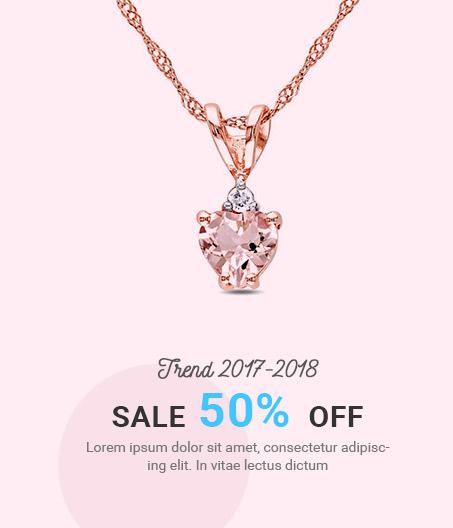 Trend 2017-2018
SALE 50% OFF
Lorem ipsum dolor sit amet, consectetur adipisc-
ing elit. In vitae lectus dictum